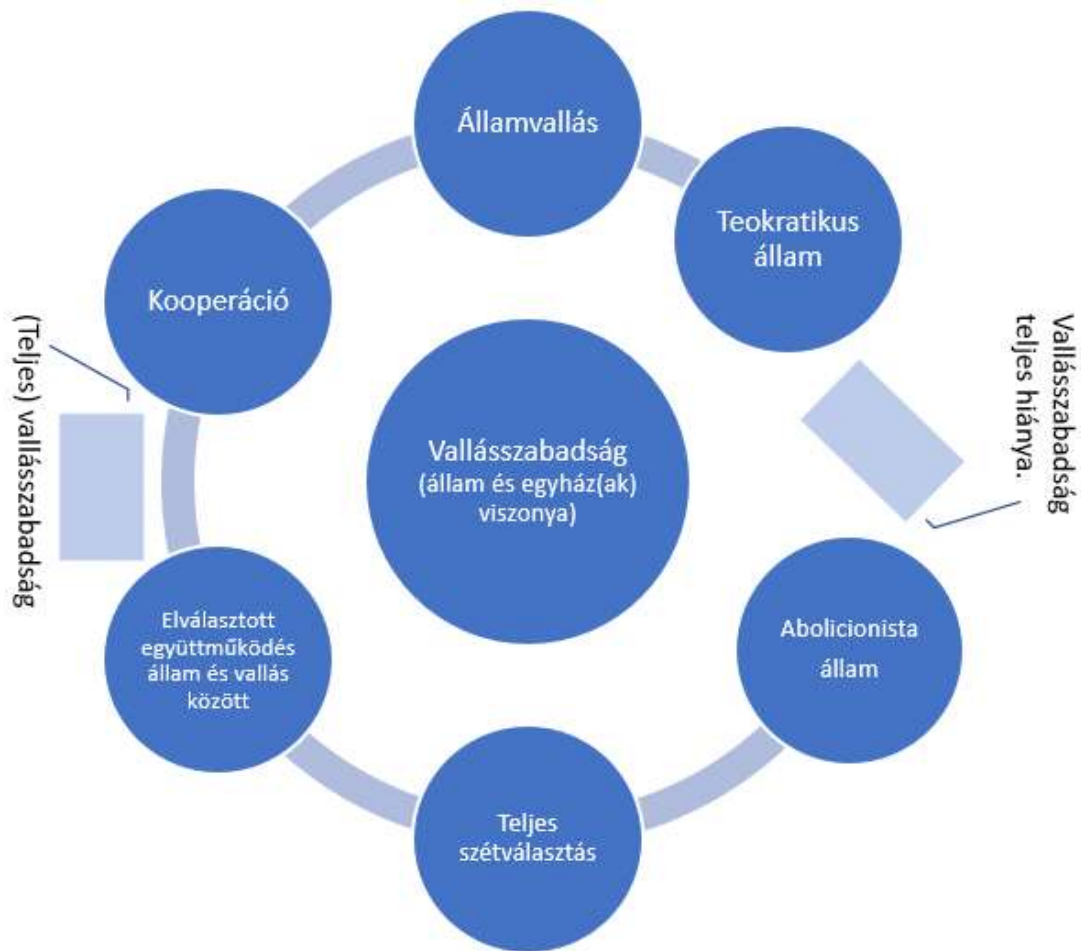 Államvallás
Teokratikus
állam
Kooperáció
(Teljes) vallásszabadság
Vallásszabadság
teljes hiánya.
Vallásszabadság
(állam és egyház(ak)
viszonya)
Elválasztott
együttműködés
állam és vallás
között
Abolicionista
állam
Teljes
szétválasztás